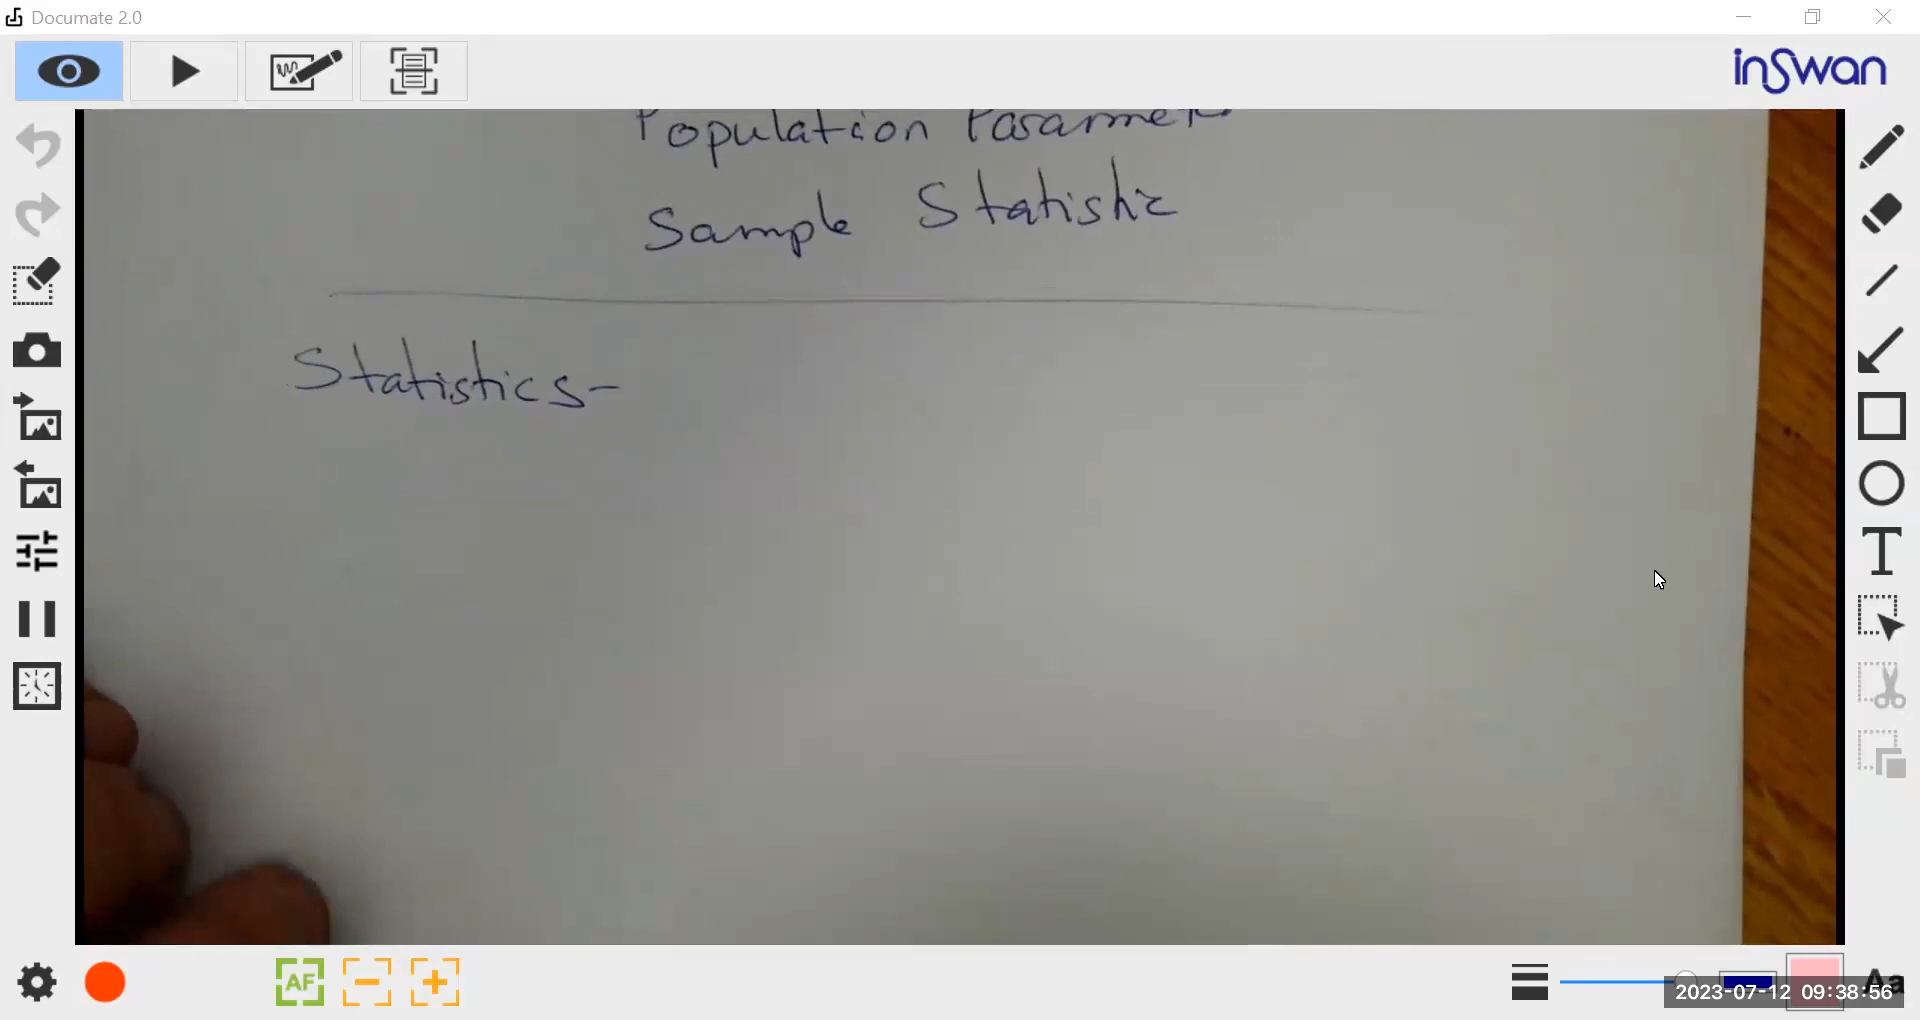 Documate 2.0
inSwan
Population Parameter
Sample Statistic
Statistics-
T
AF
Aa
2023-07-12 09:38:56